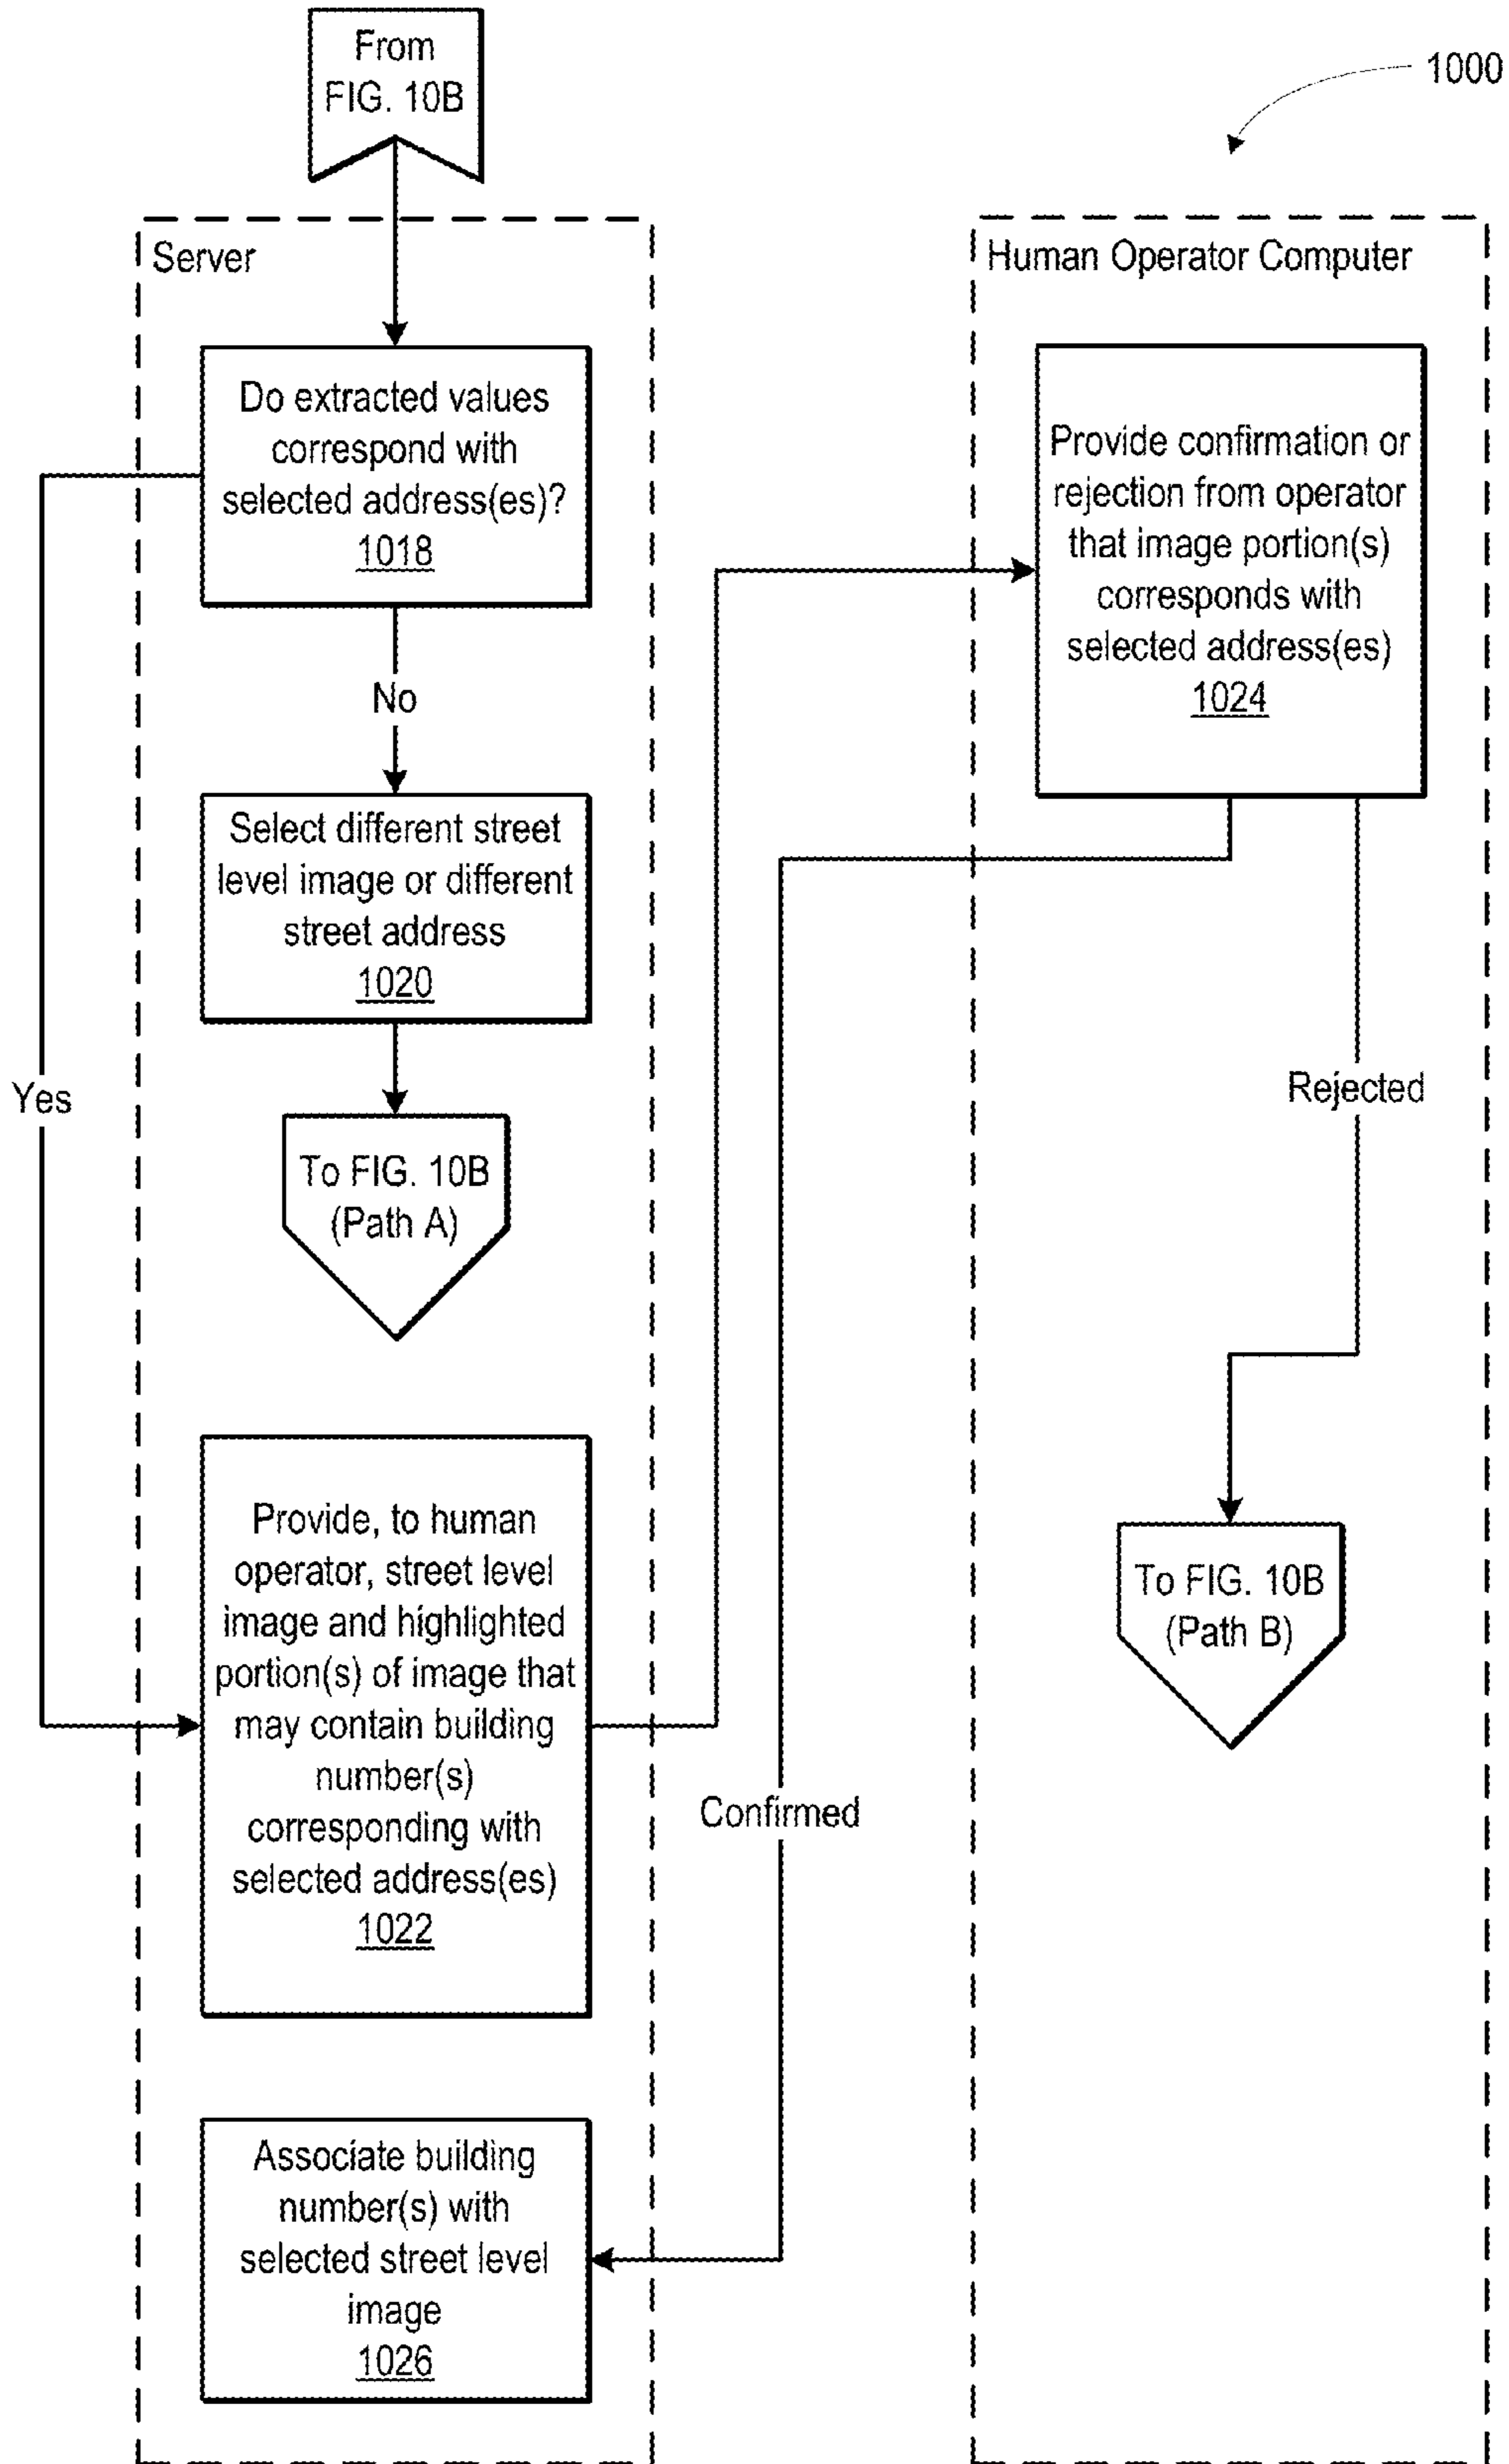 From
FIG. 10B
1000
Server
Do extracted values
correspond with
selected address(es)?
1018
No
Select different street
level image or different
street address
1020
To FIG. 10B
(Path A)
Yes
Provide, to human
operator, street level
image and highlighted
portion(s) of image that
may contain building
number(s)
corresponding with
selected address(es)
1022
Associate building
number(s) with
selected street level
image
1026
Confirmed
Human Operator Computer
Provide confirmation or
rejection from operator
that image portion(s)
corresponds with
selected address(es)
1024
Rejected
To FIG. 10B
(Path B)